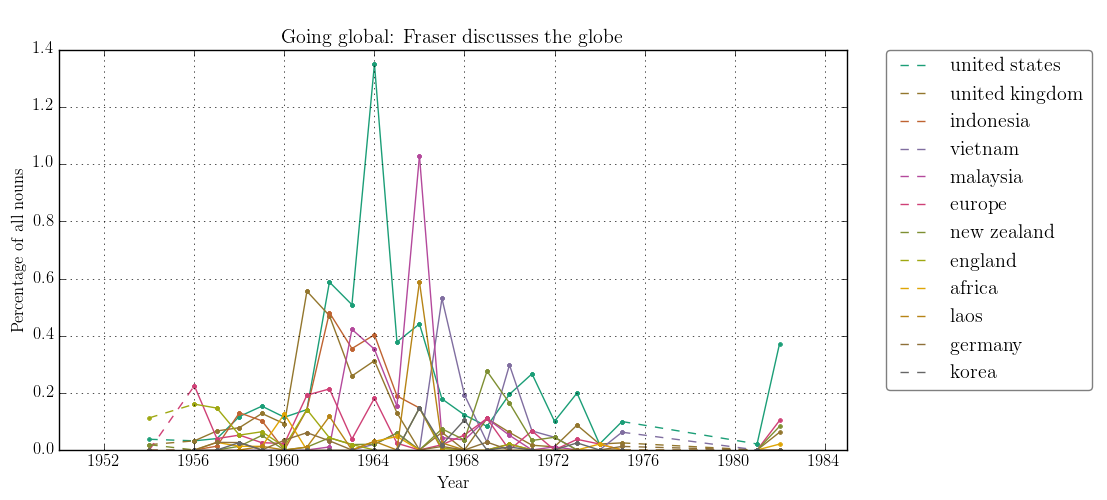 Going global: Fraser discusses the globe
Percentage of all nouns
1.4
1.2
1.0
0.8
0.6
0.4
0.2
0.0
1952 1956 1960 1964 1968 1972 1976 1980 1984
Year
united states
united kingdom
indonesia
vietnam
malaysia
europe
new zealand
england
africa
laos
germany
korea